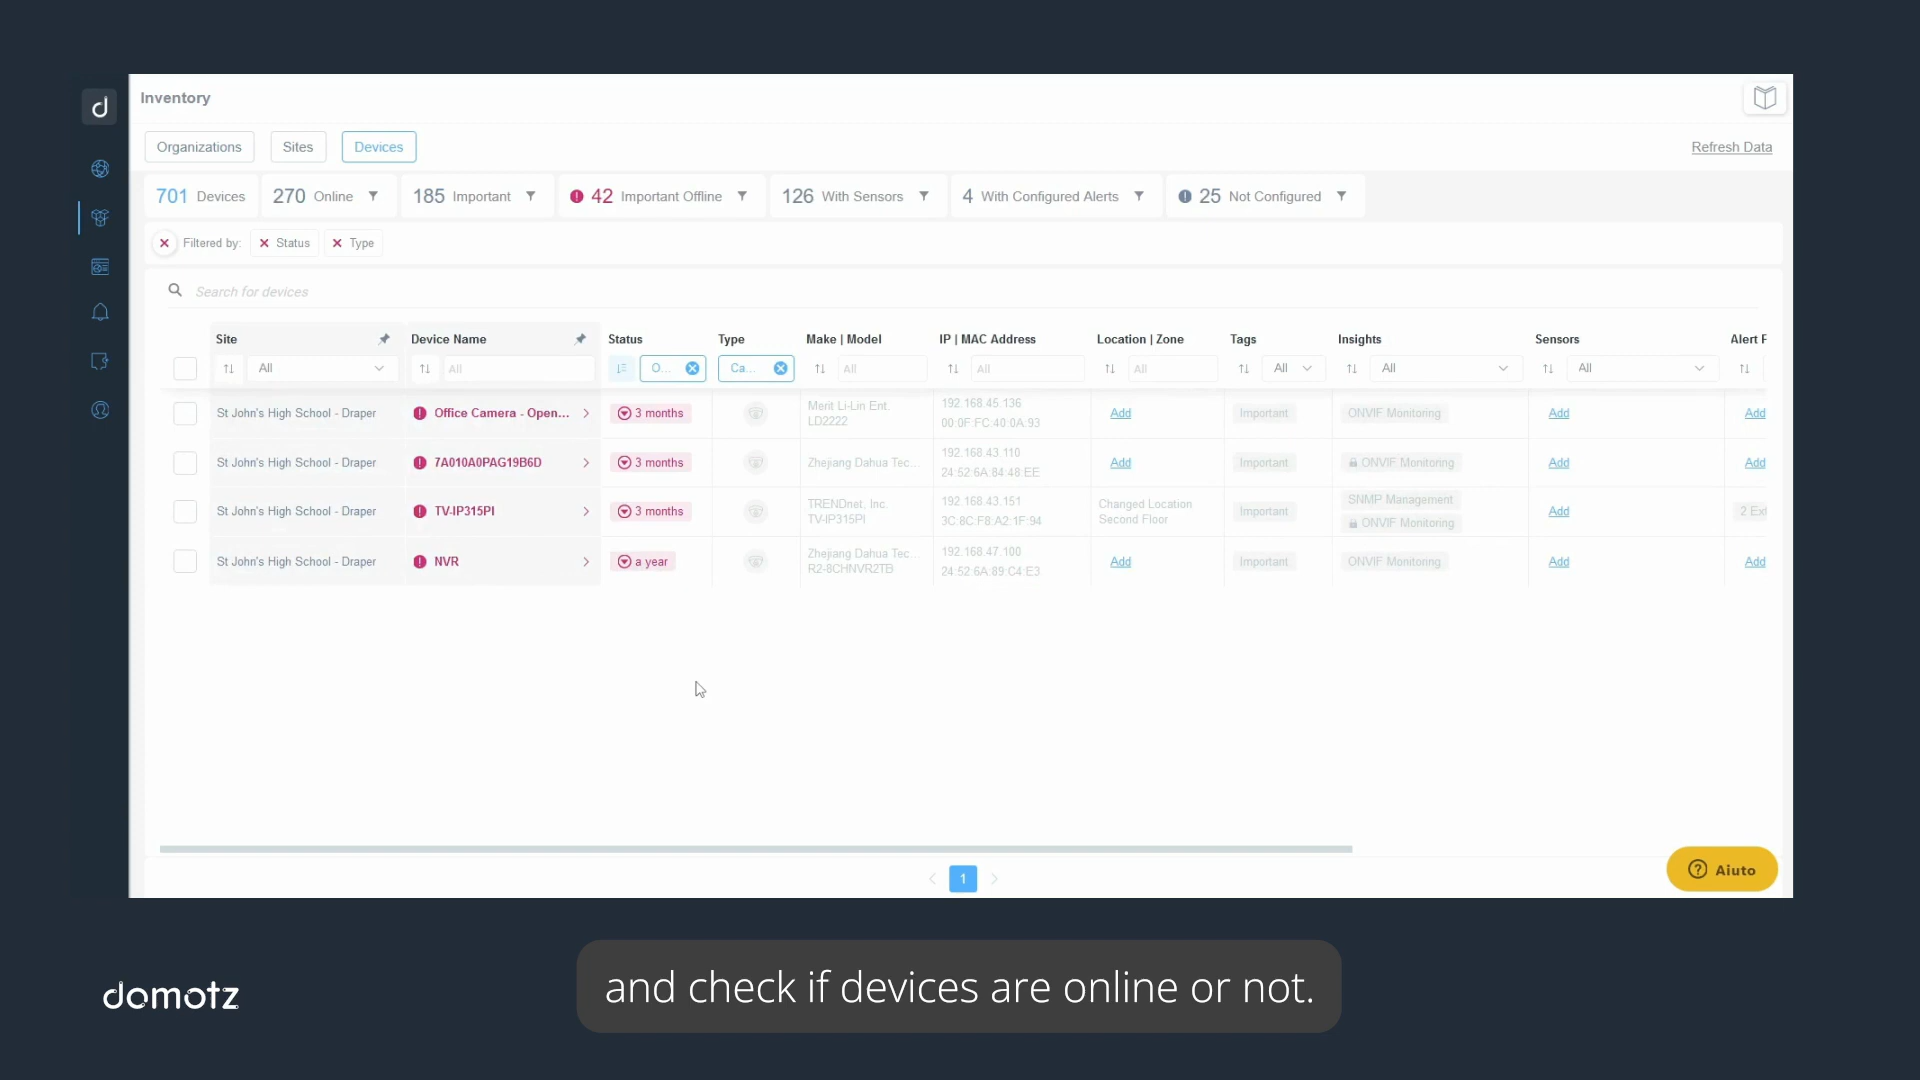 d
Inventory
Organizations Sites Devices Refresh Data
701 Devices 270 Online 185 Important 42 Important Offline 126 With Sensors 4 With Configured Alerts 25 Not Configured
Filtered by: Status Type
Search for devices
Site Device Name Status Type Make | Model IP | MAC Address Location | Zone Tags Insights Sensors Alert P
All All O... Ca... All All All All All All
St John's High School - Draper Office Camera - Open... 3 months Merit Li-Lin Ent. LD2222 192.168.45.136 00:0F:FC:40:0A:93 Add Important ONVIF Monitoring Add Add
St John's High School - Draper 7A010A0PAG19B6D 3 months Zhejiang Dahua Tec... 192.168.43.110 24:52:6A:84:48:EE Add Important ONVIF Monitoring Add Add
St John's High School - Draper TV-IP315PI 3 months TRENDnet, Inc. TV-IP315PI 192.168.43.151 3C:8C:F8:A2:1F:94 Changed Location Second Floor Important SNMP Management ONVIF Monitoring Add 2 Ext
St John's High School - Draper NVR a year Zhejiang Dahua Tec... R2-8CHNVR2TB 192.168.47.100 24:52:6A:89:C4:E3 Add Important ONVIF Monitoring Add Add
1
Aiuto
domotz
and check if devices are online or not.